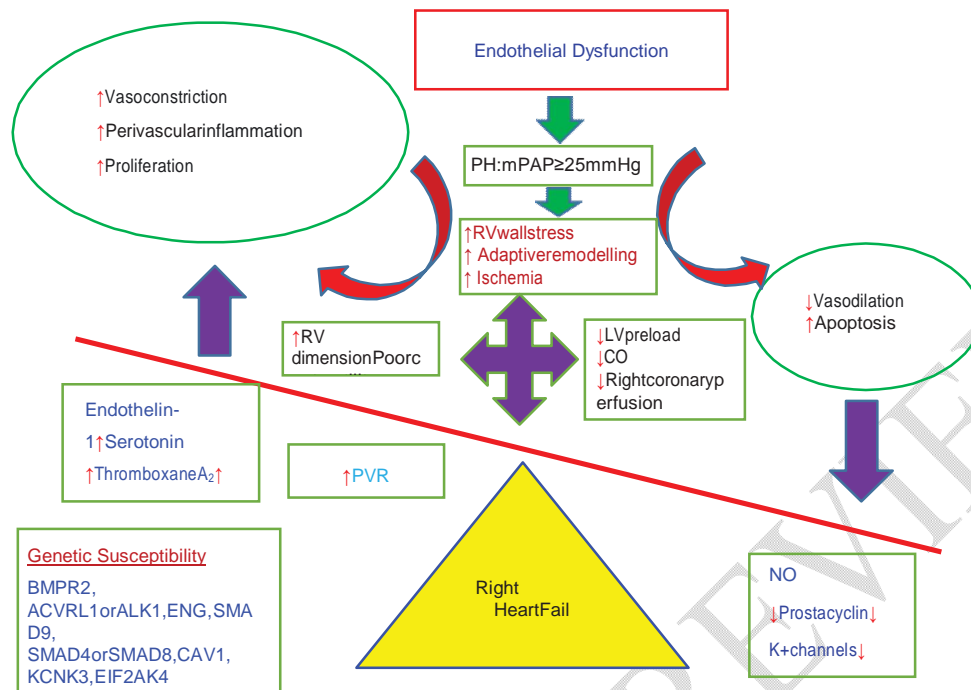 Endothelial Dysfunction
↑Vasoconstriction
↑Perivascularinflammation
↑Proliferation
PH:mPAP≥25mmHg
↑RVwallstress
↑ Adaptiveremodelling
↑ Ischemia
↓Vasodilation
↑Apoptosis
↑RV
dimensionPoorc
...
↓LVpreload
↓CO
↓Rightcoronaryp
erfusion
Endothelin-
1↑Serotonin
↑ThromboxaneA₂↑
↑PVR
Genetic Susceptibility
BMPR2,
ACVRL1orALK1,ENG,SMA
D9,
SMAD4orSMAD8,CAV1,
KCNK3,EIF2AK4
Right
HeartFail
NO
↓Prostacyclin↓
K+channels↓